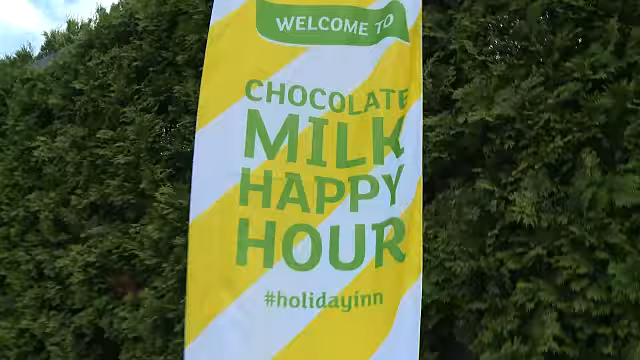 WELCOME TO
CHOCOLATE
MILK
HAPPY
HOUR
#holidayinn